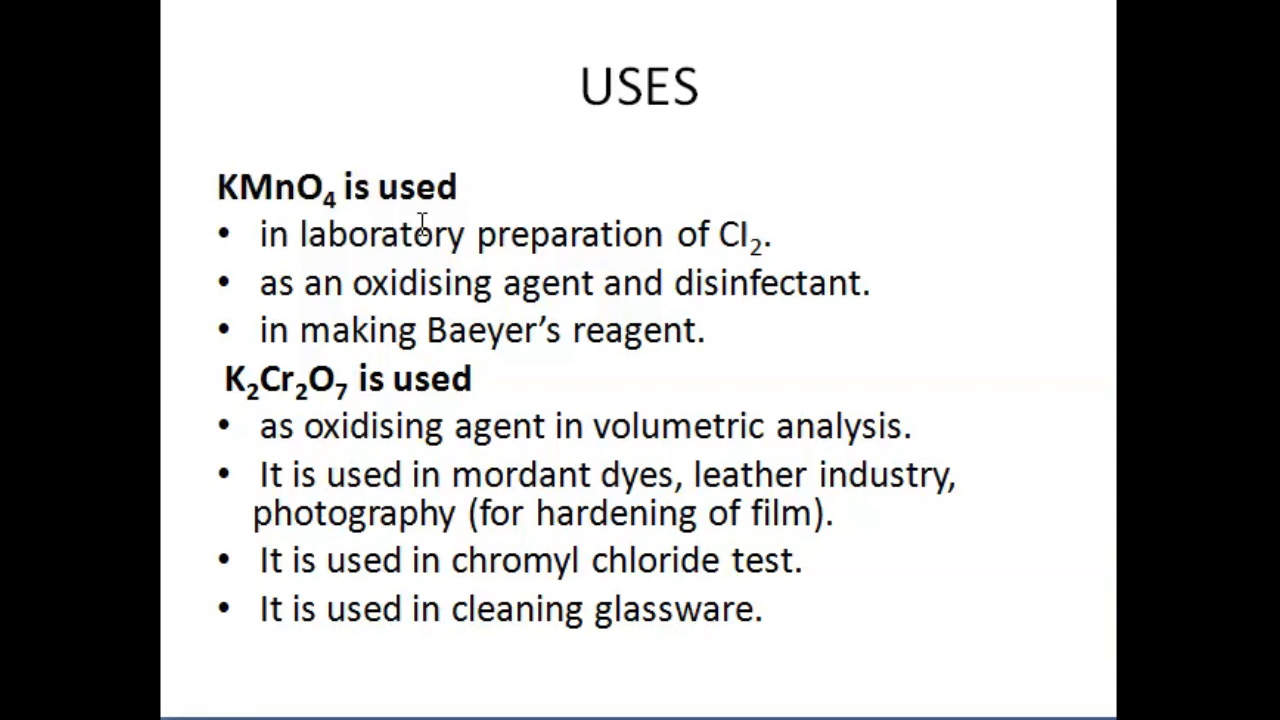 USES
KMnO₄ is used
• in laboratory preparation of CI₂.
• as an oxidising agent and disinfectant.
• in making Baeyer’s reagent.
K₂Cr₂O₇ is used
• as oxidising agent in volumetric analysis.
• It is used in mordant dyes, leather industry,
photography (for hardening of film).
• It is used in chromyl chloride test.
• It is used in cleaning glassware.